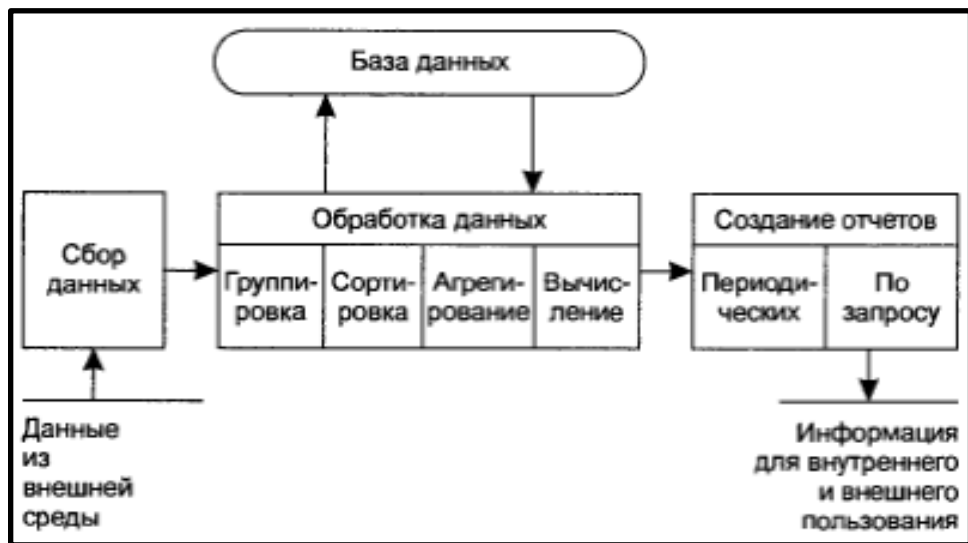 База данных
Сбор
данных
Обработка данных
Группи-
ровка
Сорти-
ровка
Агреги-
рование
Вычис-
ление
Создание отчетов
Периоди-
ческих
По
запросу
Данные
из
внешней
среды
Информация
для внутреннего
и внешнего
пользования